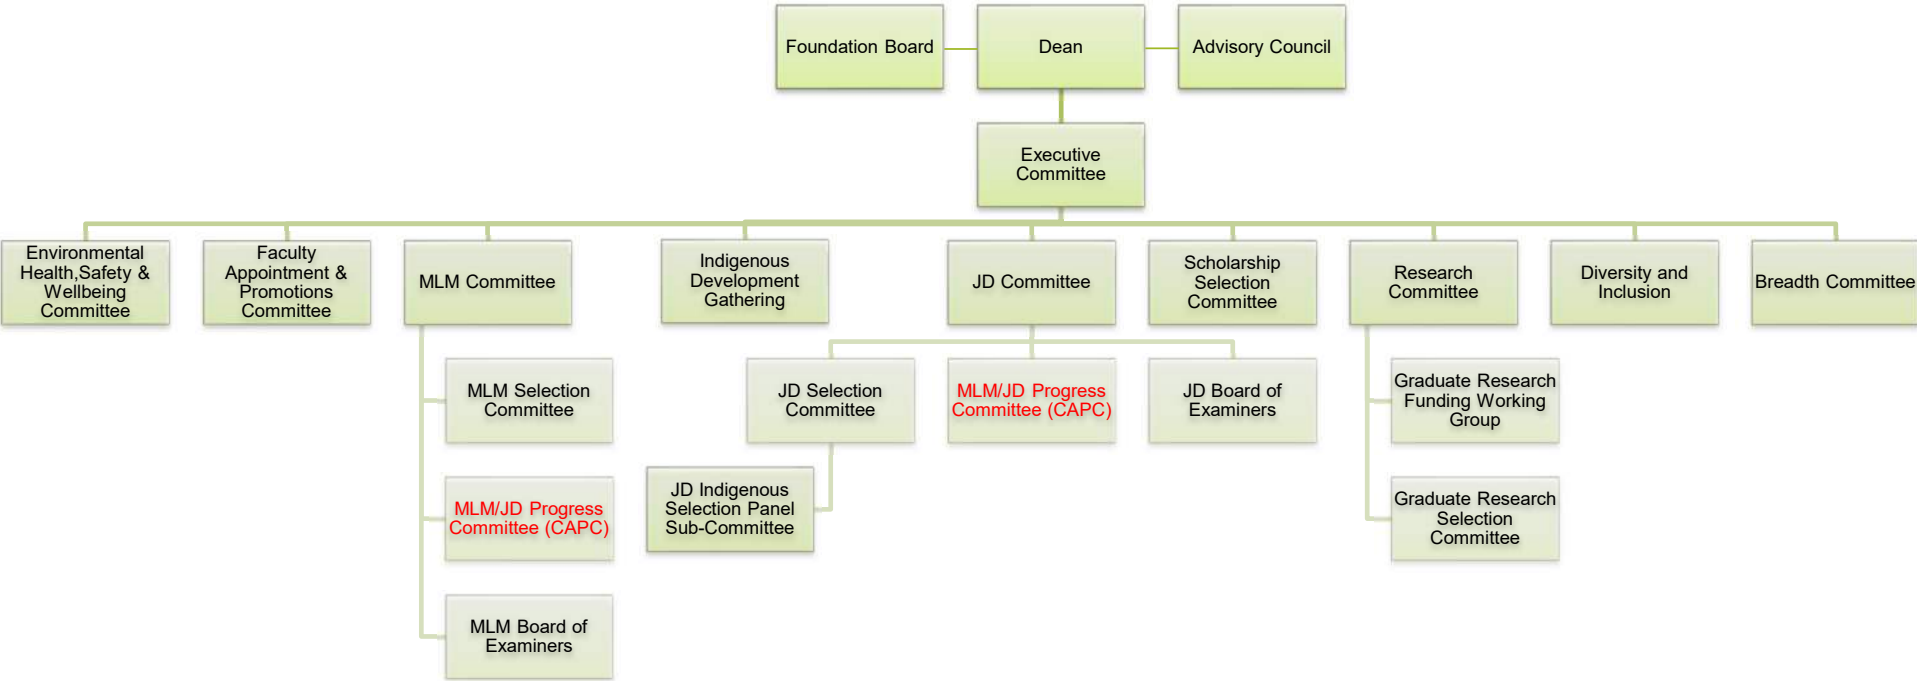 Foundation Board
Dean
Advisory Council
Executive
Committee
Environmental
Health,Safety &
Wellbeing
Committee
Faculty
Appointment &
Promotions
Committee
MLM Committee
Indigenous
Development
Gathering
JD Committee
Scholarship
Selection
Committee
Research
Committee
Diversity and
Inclusion
Breadth Committee
MLM Selection
Committee
MLM/JD Progress
Committee (CAPC)
MLM Board of
Examiners
JD Selection
Committee
JD Indigenous
Selection Panel
Sub-Committee
MLM/JD Progress
Committee (CAPC)
JD Board of
Examiners
Graduate Research
Funding Working
Group
Graduate Research
Selection
Committee